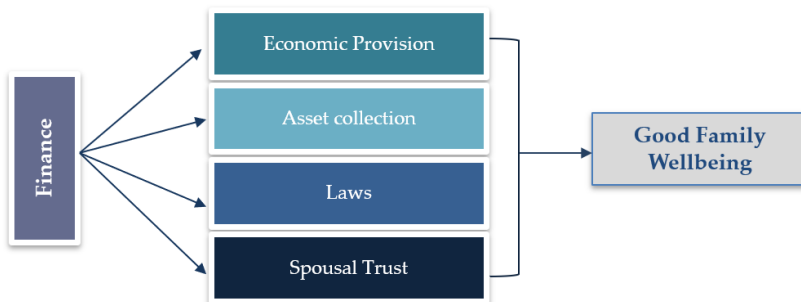 Finance
Economic Provision
Asset collection
Laws
Spousal Trust
Good Family
Wellbeing